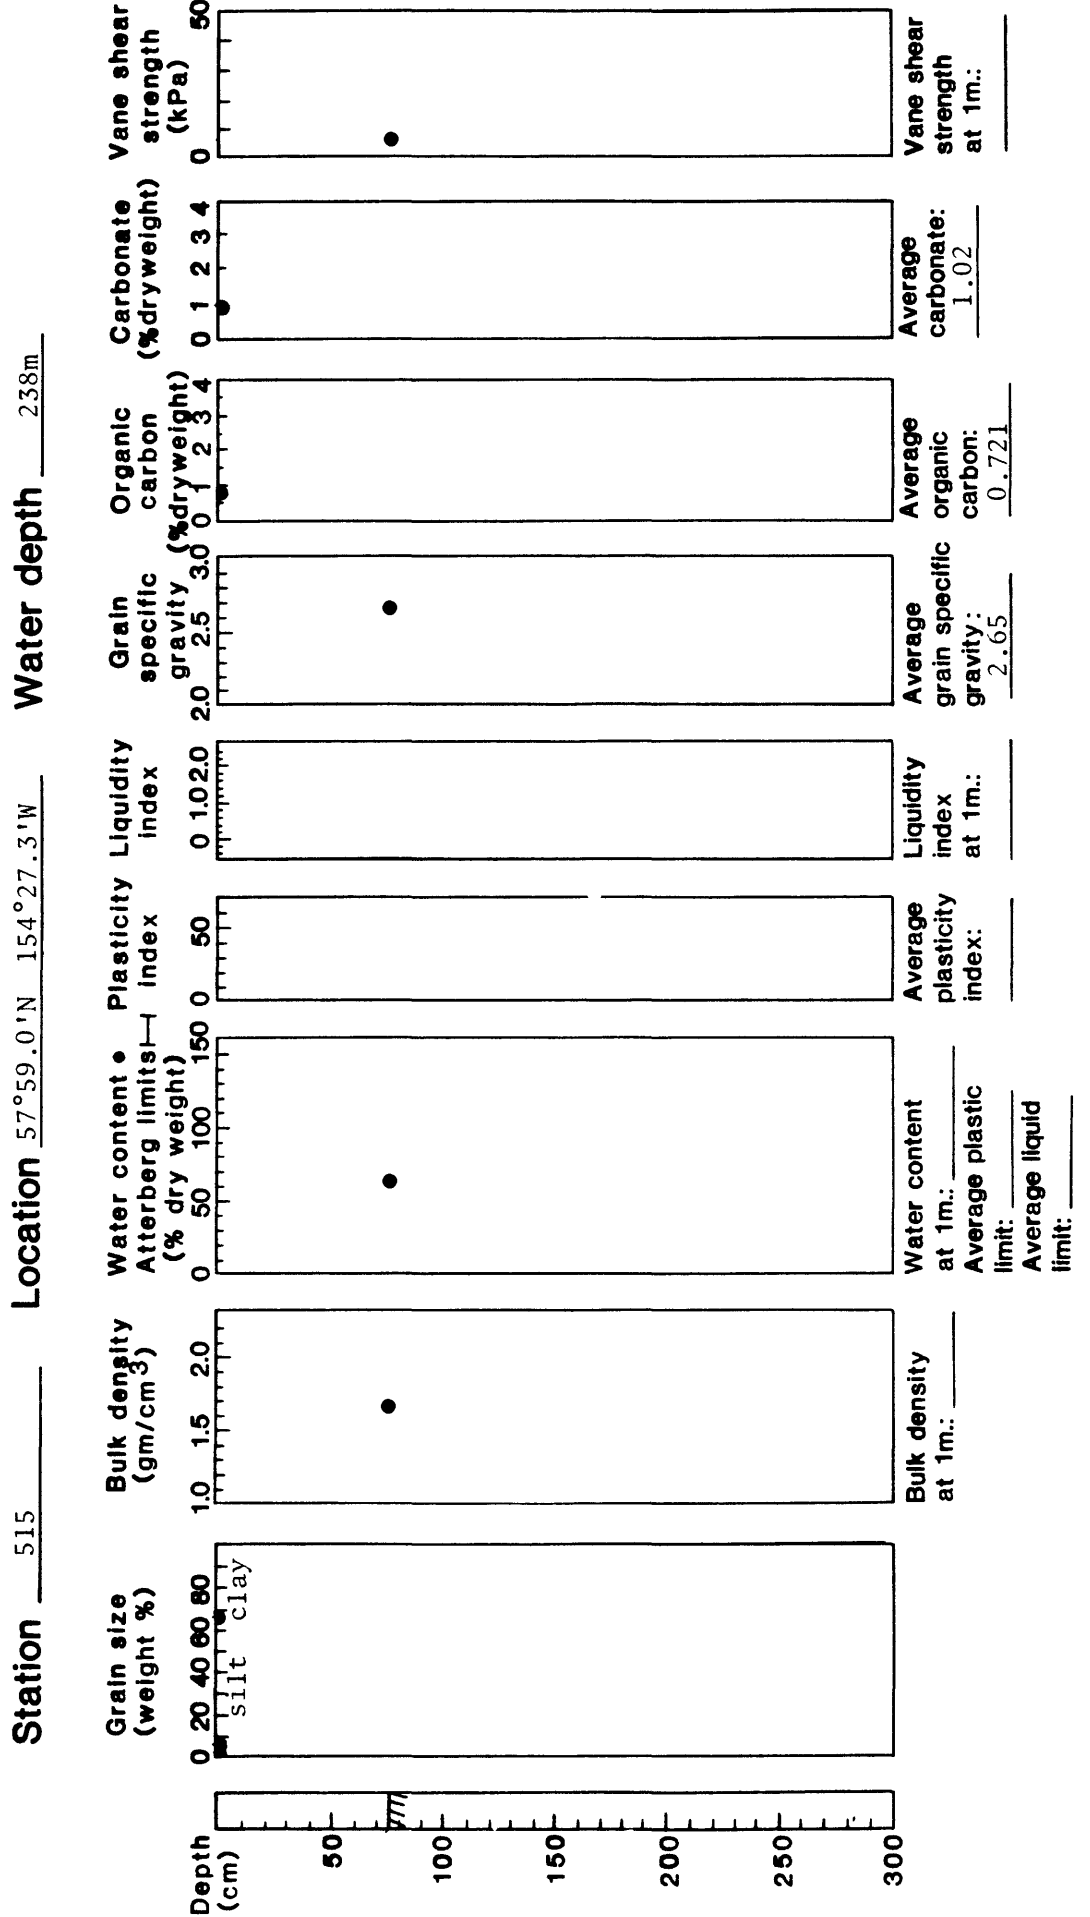 Station 515 Location 57°59.0'N 154°27.3'W Water depth 238m
Depth
(cm)
50
100
150
200
250
300
Grain size
(weight %)
0 20 40 60 80
silt clay
Bulk density
(gm/cm³)
1.0 1.5 2.0
Bulk density
at 1m.:
Water content ●
Atterberg limits ├─┤
(% dry weight)
0 50 100 150
Water content
at 1m.:
Average plastic
limit:
Average liquid
limit:
Plasticity
index
0 50
Average
plasticity
index:
Liquidity
index
0 1.0 2.0
Liquidity
index
at 1m.:
Grain
specific
gravity
2.0 2.5 3.0
Average
grain specific
gravity:
2.65
Organic
carbon
(%dryweight)
0 1 2 3 4
Average
organic
carbon:
0.721
Carbonate
(%dryweight)
0 1 2 3 4
Average
carbonate:
1.02
Vane shear
strength
(kPa)
0 50
Vane shear
strength
at 1m.: